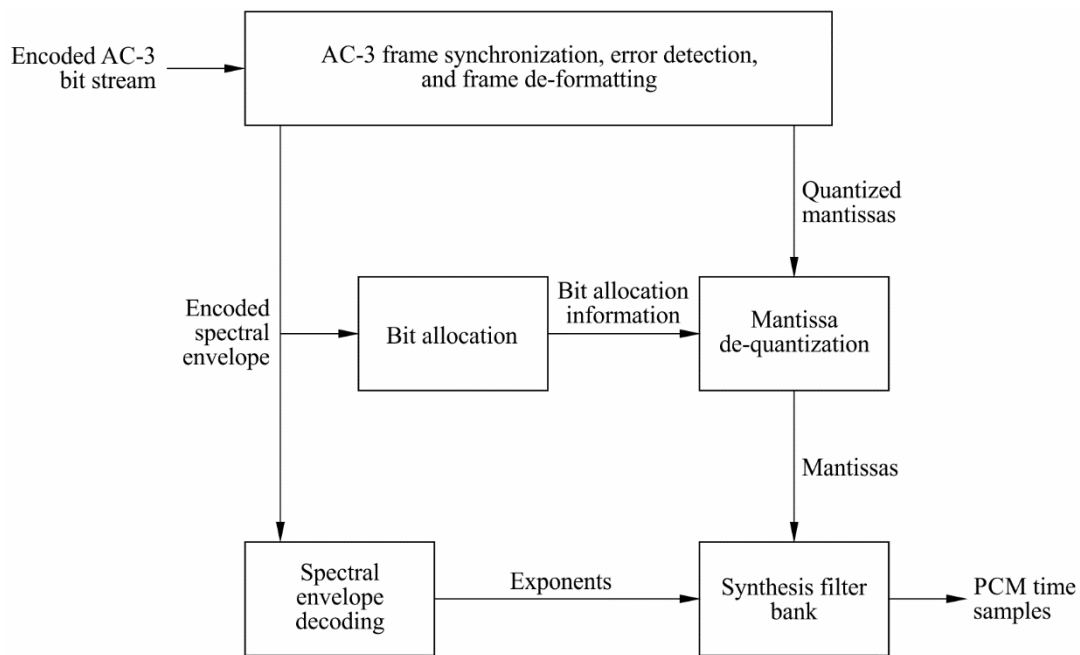 Encoded AC-3
bit stream
AC-3 frame synchronization, error detection,
and frame de-formatting
Quantized
mantissas
Encoded
spectral
envelope
Bit allocation
Bit allocation
information
Mantissa
de-quantization
Mantissas
Spectral
envelope
decoding
Exponents
Synthesis filter
bank
PCM time
samples